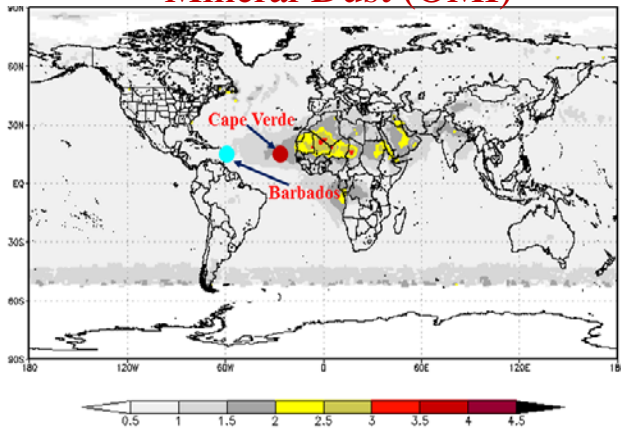 Mineral Dust (OMI)
90N
60N
30N
EQ
30S
60S
90S
Cape Verde
Barbados
180 120W 60W 0 60E 120E 18
0.5 1 1.5 2 2.5 3 3.5 4 4.5